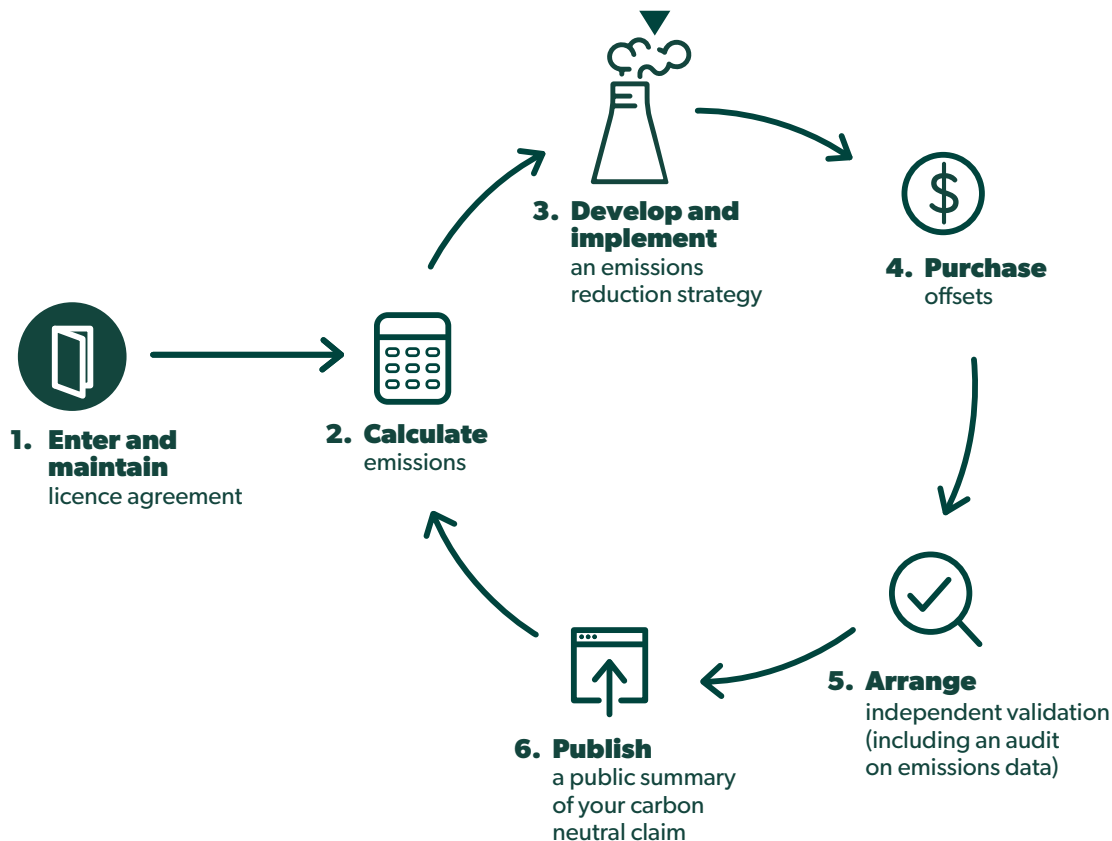 1. Enter and
maintain
licence agreement
2. Calculate
emissions
3. Develop and
implement
an emissions
reduction strategy
4. Purchase
offsets
5. Arrange
independent validation
(including an audit
on emissions data)
6. Publish
a public summary
of your carbon
neutral claim